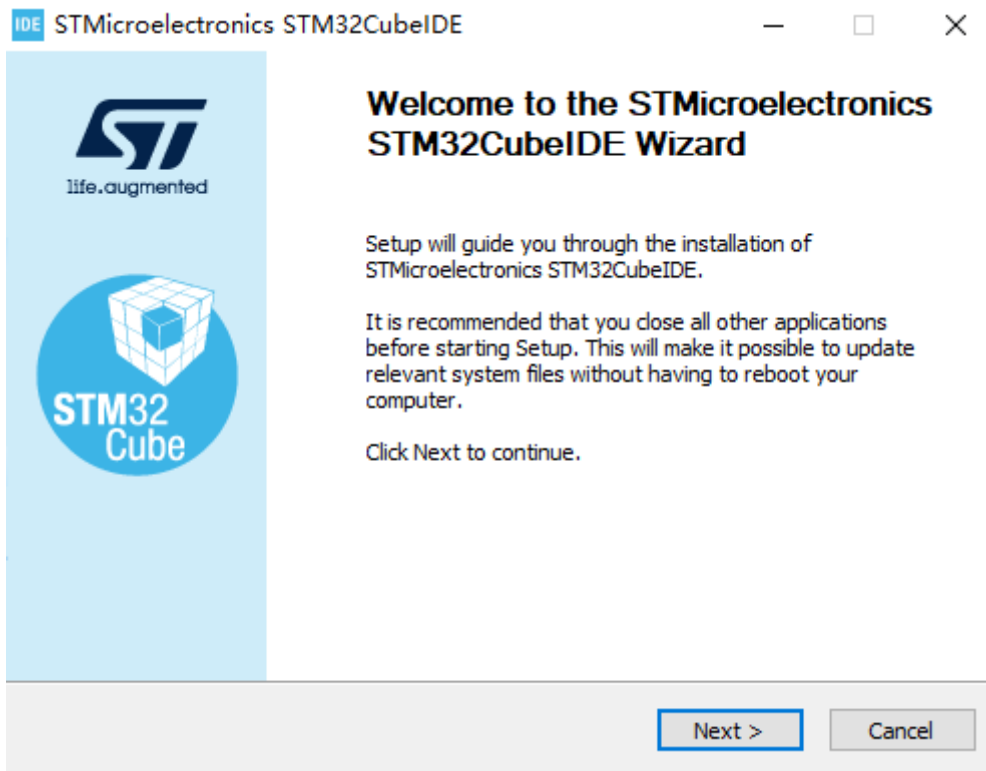 IDE STMicroelectronics STM32CubeIDE
ST
life.augmented
STM32
Cube
Welcome to the STMicroelectronics
STM32CubeIDE Wizard
Setup will guide you through the installation of
STMicroelectronics STM32CubeIDE.
It is recommended that you close all other applications
before starting Setup. This will make it possible to update
relevant system files without having to reboot your
computer.
Click Next to continue.
Next >
Cancel